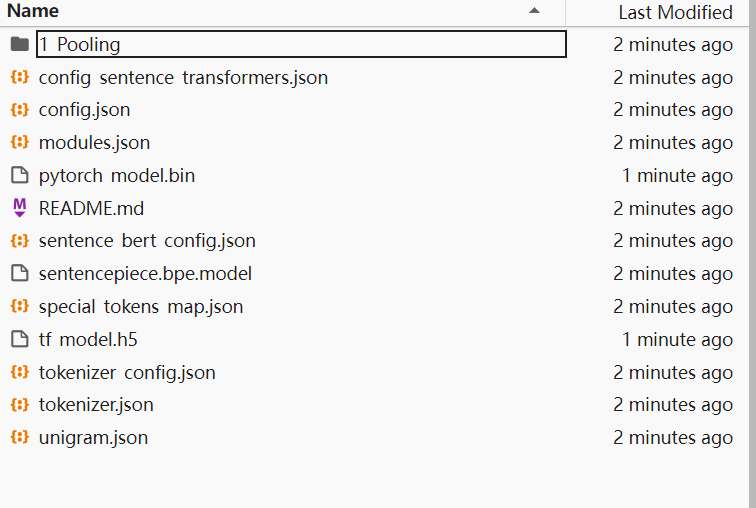 Name Last Modified
1 Pooling 2 minutes ago
config sentence transformers.json 2 minutes ago
config.json 2 minutes ago
modules.json 2 minutes ago
pytorch model.bin 1 minute ago
M README.md 2 minutes ago
sentence bert config.json 2 minutes ago
sentencepiece.bpe.model 2 minutes ago
special tokens map.json 2 minutes ago
tf model.h5 1 minute ago
tokenizer config.json 2 minutes ago
tokenizer.json 2 minutes ago
unigram.json 2 minutes ago